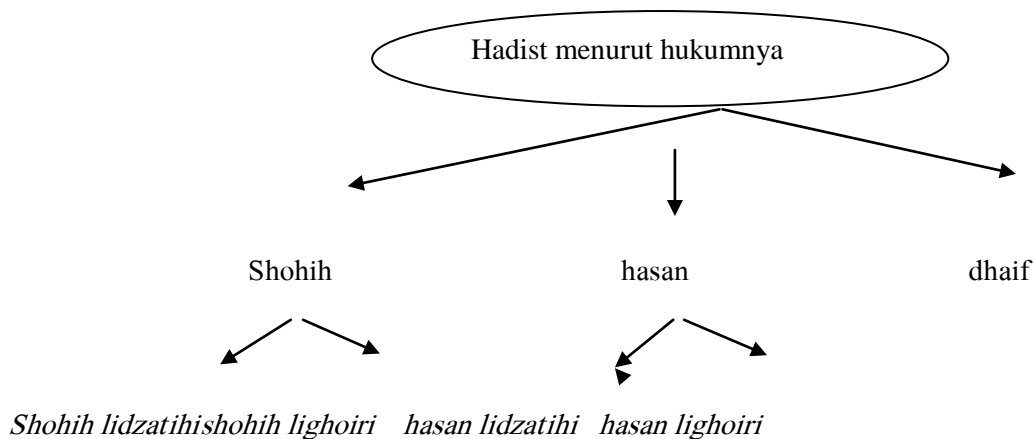 Hadist menurut hukumnya
Shohih hasan dhaif
Shohih lidzatihishohih lighoiri hasan lidzatihi hasan lighoiri